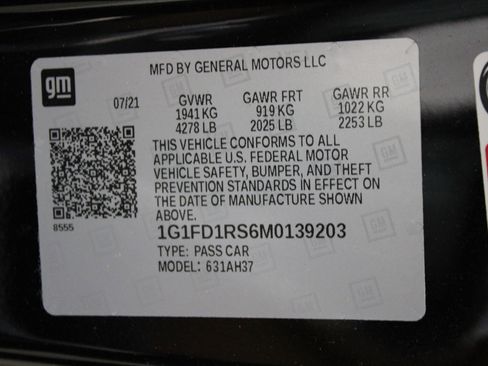 MFD BY GENERAL MOTORS LLC
gm
07/21 GVWR GAWR FRT GAWR RR
1941 KG 919 KG 1022 KG
4278 LB 2025 LB 2253 LB
THIS VEHICLE CONFORMS TO ALL
APPLICABLE U.S. FEDERAL MOTOR
VEHICLE SAFETY, BUMPER, AND THEFT
PREVENTION STANDARDS IN EFFECT ON
THE DATE OF MANUFACTURE SHOWN
ABOVE.
8555
1G1FD1RS6M0139203
TYPE: PASS CAR
MODEL: 631AH37